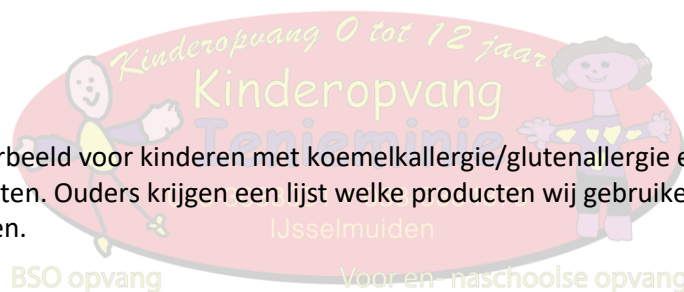 Kinderopvang 0 tot 12 jaar
Kinderopvang
Tenieminie
rbeeld voor kinderen met koemelkallergie/glutenallergie e
ten. Ouders krijgen een lijst welke producten wij gebruike
en.
IJsselmuiden
BSO opvang
Voor en- naschoolse opvang